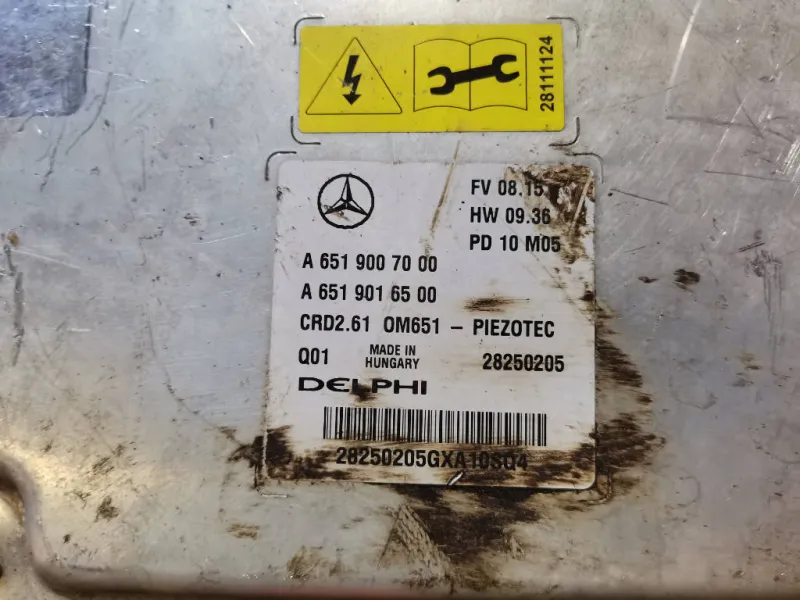 28111124
FV 08.15
HW 09.36
PD 10 M05
A 651 900 70 00
A 651 901 65 00
CRD2.61 OM651 - PIEZOTEC
Q01 MADE IN HUNGARY 28250205
DELPHI
28250205GXA10SQ4